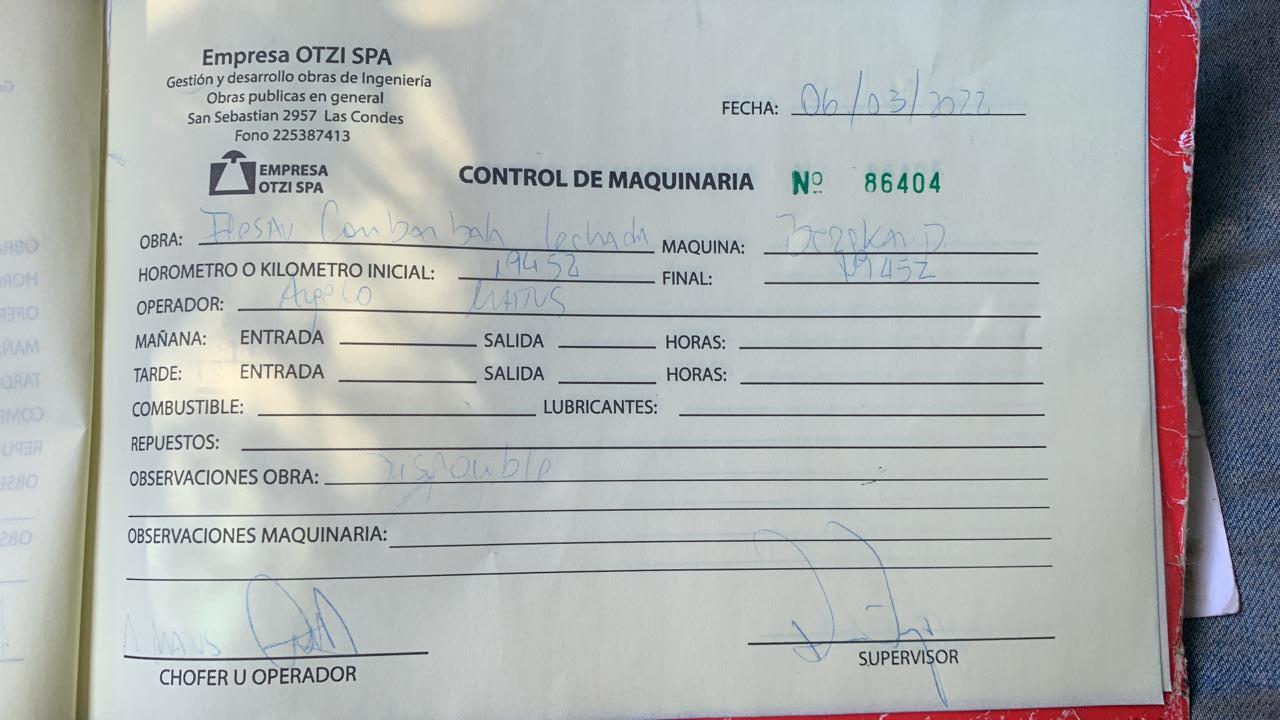 Empresa OTZI SPA
Gestión y desarrollo obras de Ingeniería
Obras publicas en general
San Sebastian 2957 Las Condes
Fono 225387413
FECHA: 06/03/2022
EMPRESA
OTZI SPA
CONTROL DE MAQUINARIA Nº 86404
OBRA: lechada MAQUINA:
HOROMETRO O KILOMETRO INICIAL: 19452 FINAL: 19452
OPERADOR: Angelo Matus
MAÑANA: ENTRADA SALIDA HORAS:
TARDE: ENTRADA SALIDA HORAS:
COMBUSTIBLE: LUBRICANTES:
REPUESTOS:
OBSERVACIONES OBRA: Disponible
OBSERVACIONES MAQUINARIA:
A MATUS
CHOFER U OPERADOR SUPERVISOR